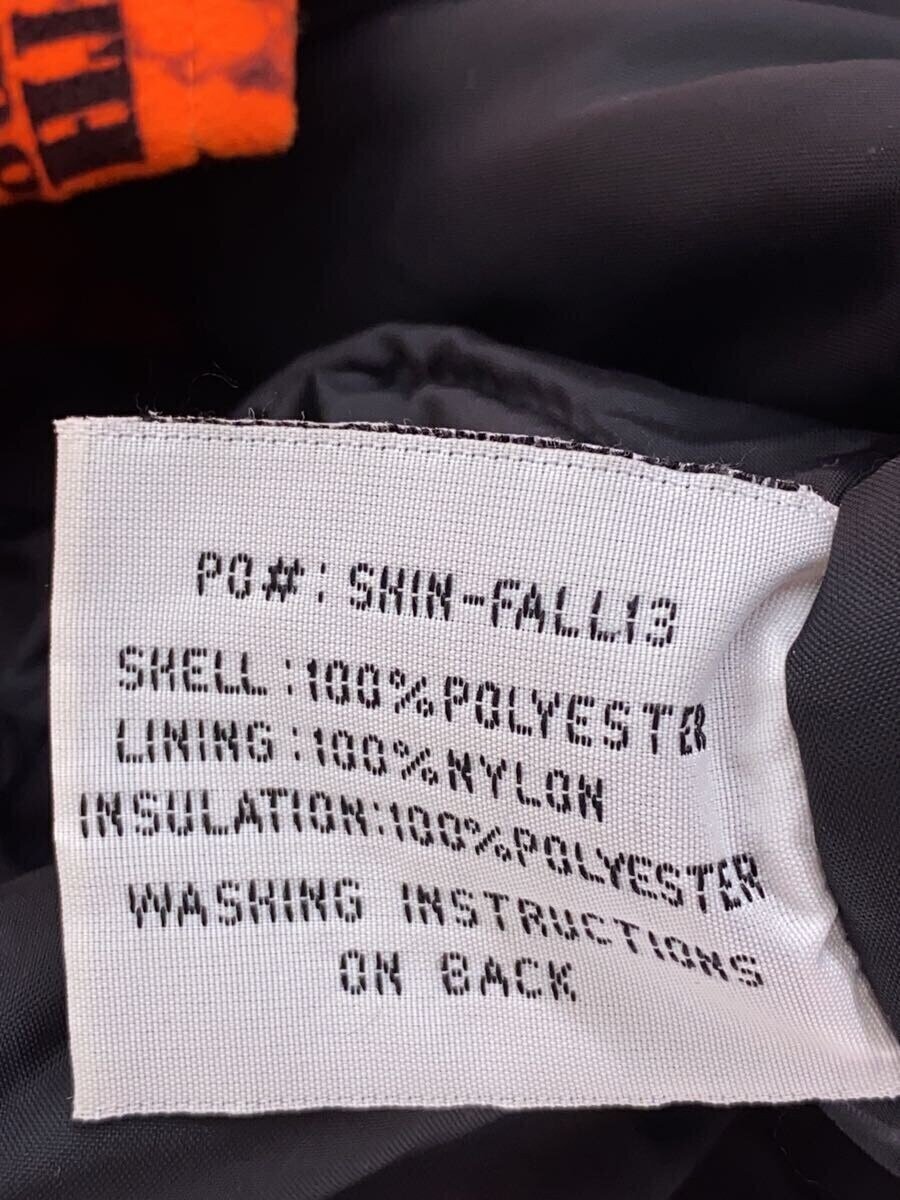 PO#: SHIN-FALL13
SHELL:100%POLYESTER
LINING:100%NYLON
INSULATION:100%POLYESTER
WASHING INSTRUCTIONS
ON BACK